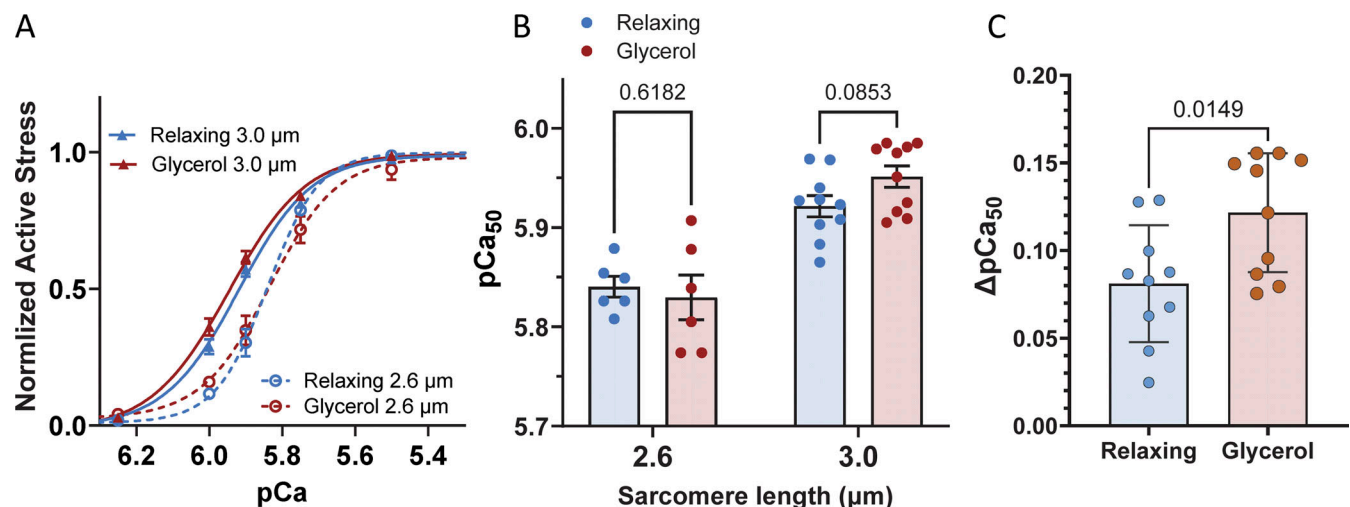 A
Normlized Active Stress
1.0
0.5
0.0
Relaxing 3.0 µm
Glycerol 3.0 µm
Relaxing 2.6 µm
Glycerol 2.6 µm
6.2 6.0 5.8 5.6 5.4
pCa
B
Relaxing
Glycerol
pCa50
6.0
5.9
5.8
5.7
0.6182
0.0853
2.6 3.0
Sarcomere length (µm)
C
ΔpCa50
0.20
0.15
0.10
0.05
0.00
0.0149
Relaxing Glycerol